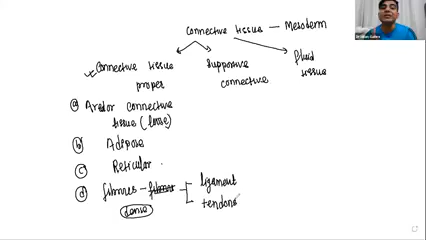 Connective tissue — Mesoderm
Connective tissue proper
Supportive connective
fluid tissue
(a) Areolar connective
tissue (loose)
(b) Adipose
(c) Reticular
(d) fibrous —
ligament
tendons
dense